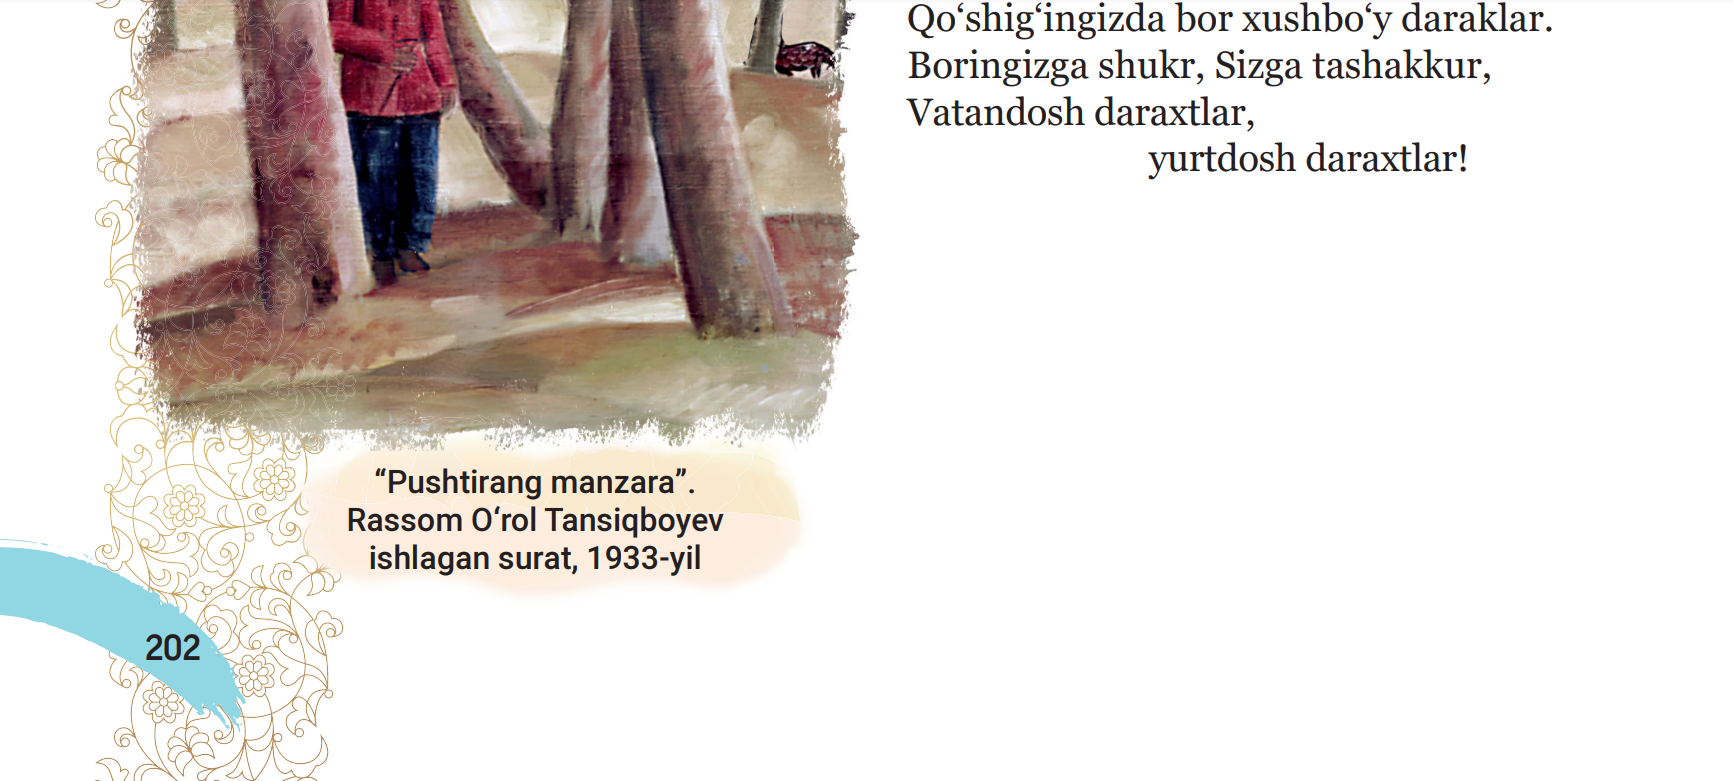 Qo‘shig‘ingizda bor xushbo‘y daraklar.
Boringizga shukr, Sizga tashakkur,
Vatandosh daraxtlar,
yurtdosh daraxtlar!
“Pushtirang manzara”.
Rassom O‘rol Tansiqboyev
ishlagan surat, 1933-yil
202